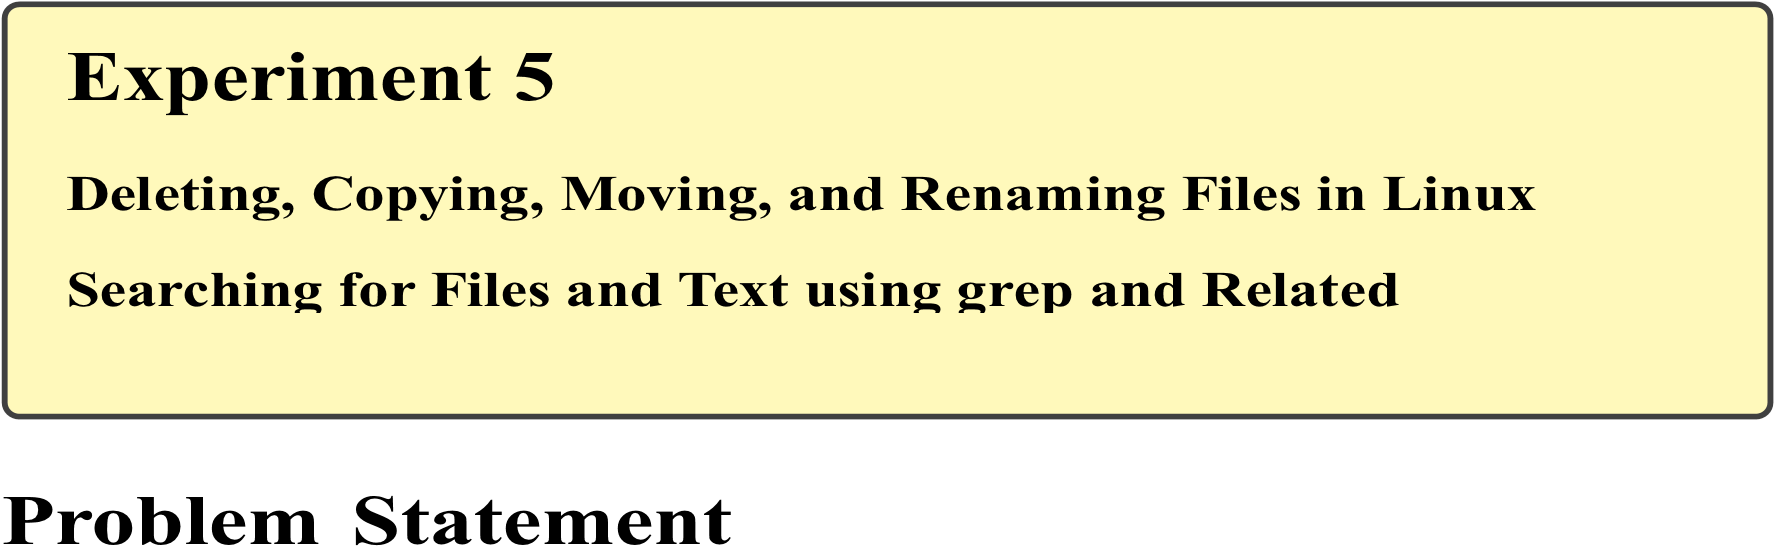 Experiment 5
Deleting, Copying, Moving, and Renaming Files in Linux
Searching for Files and Text using grep and Related
Problem Statement